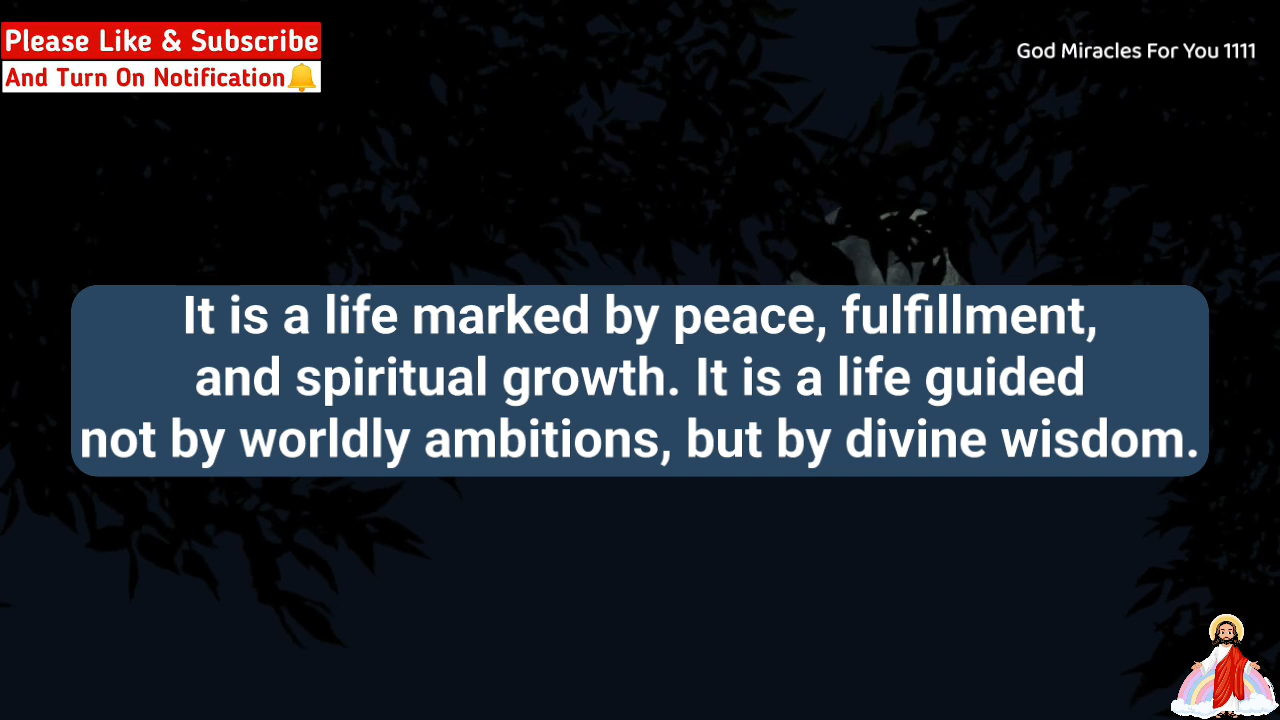 Please Like & Subscribe
And Turn On Notification🔔
God Miracles For You 1111
It is a life marked by peace, fulfillment,
and spiritual growth. It is a life guided
not by worldly ambitions, but by divine wisdom.